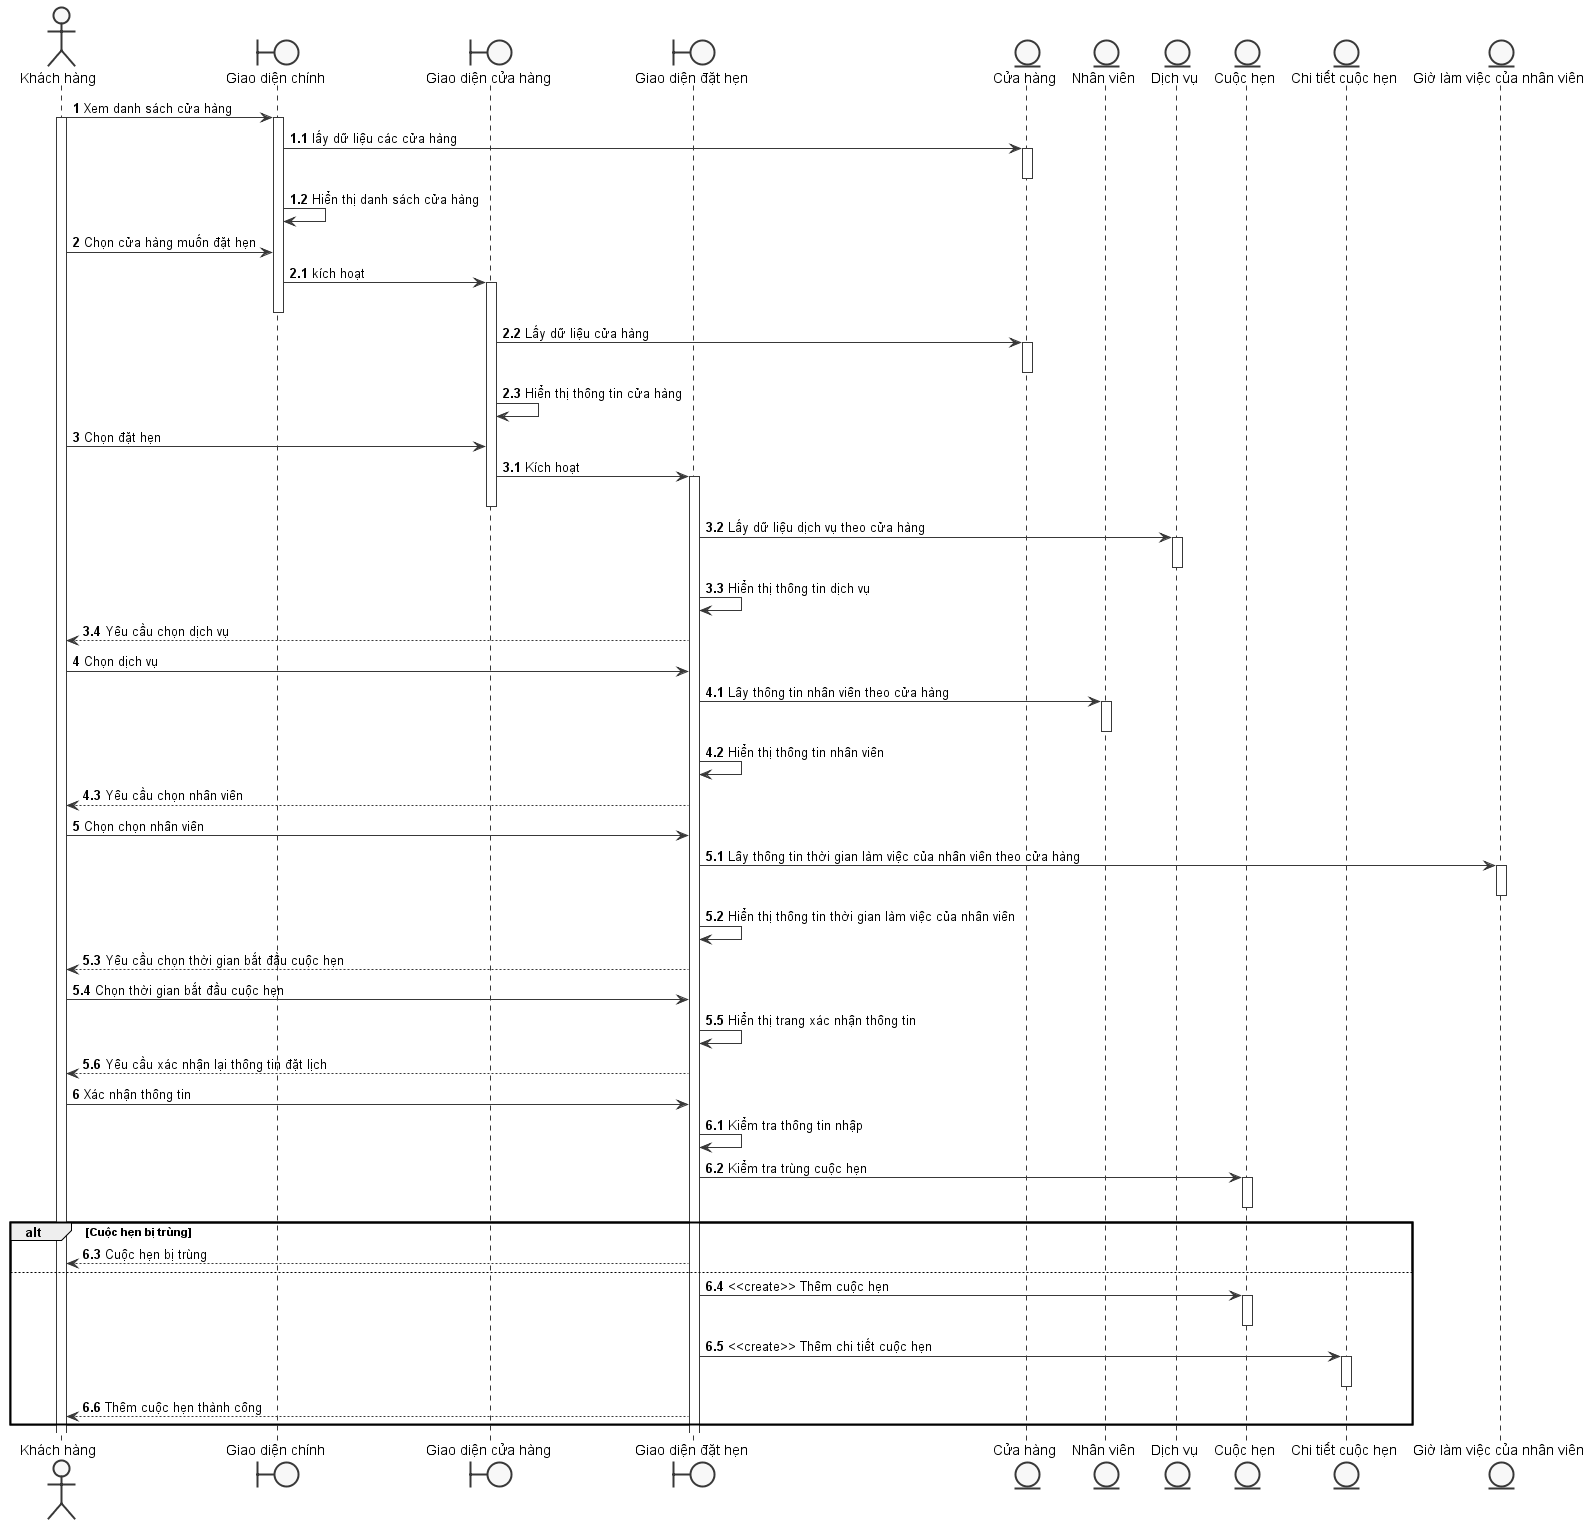 Khách hàng
Giao diện chính
Giao diện cửa hàng
Giao diện đặt hẹn
Cửa hàng
Nhân viên
Dịch vụ
Cuộc hẹn
Chi tiết cuộc hẹn
Giờ làm việc của nhân viên
1 Xem danh sách cửa hàng
1.1 lấy dữ liệu các cửa hàng
1.2 Hiển thị danh sách cửa hàng
2 Chọn cửa hàng muốn đặt hẹn
2.1 kích hoạt
2.2 Lấy dữ liệu cửa hàng
2.3 Hiển thị thông tin cửa hàng
3 Chọn đặt hẹn
3.1 Kích hoạt
3.2 Lấy dữ liệu dịch vụ theo cửa hàng
3.3 Hiển thị thông tin dịch vụ
3.4 Yêu cầu chọn dịch vụ
4 Chọn dịch vụ
4.1 Lây thông tin nhân viên theo cửa hàng
4.2 Hiển thị thông tin nhân viên
4.3 Yêu cầu chọn nhân viên
5 Chọn chọn nhân viên
5.1 Lây thông tin thời gian làm việc của nhân viên theo cửa hàng
5.2 Hiển thị thông tin thời gian làm việc của nhân viên
5.3 Yêu cầu chọn thời gian bắt đầu cuộc hẹn
5.4 Chọn thời gian bắt đầu cuộc hẹn
5.5 Hiển thị trang xác nhận thông tin
5.6 Yêu cầu xác nhận lại thông tin đặt lịch
6 Xác nhận thông tin
6.1 Kiểm tra thông tin nhập
6.2 Kiểm tra trùng cuộc hẹn
alt [Cuộc hẹn bị trùng]
6.3 Cuộc hẹn bị trùng
6.4 <<create>> Thêm cuộc hẹn
6.5 <<create>> Thêm chi tiết cuộc hẹn
6.6 Thêm cuộc hẹn thành công
Khách hàng
Giao diện chính
Giao diện cửa hàng
Giao diện đặt hẹn
Cửa hàng
Nhân viên
Dịch vụ
Cuộc hẹn
Chi tiết cuộc hẹn
Giờ làm việc của nhân viên